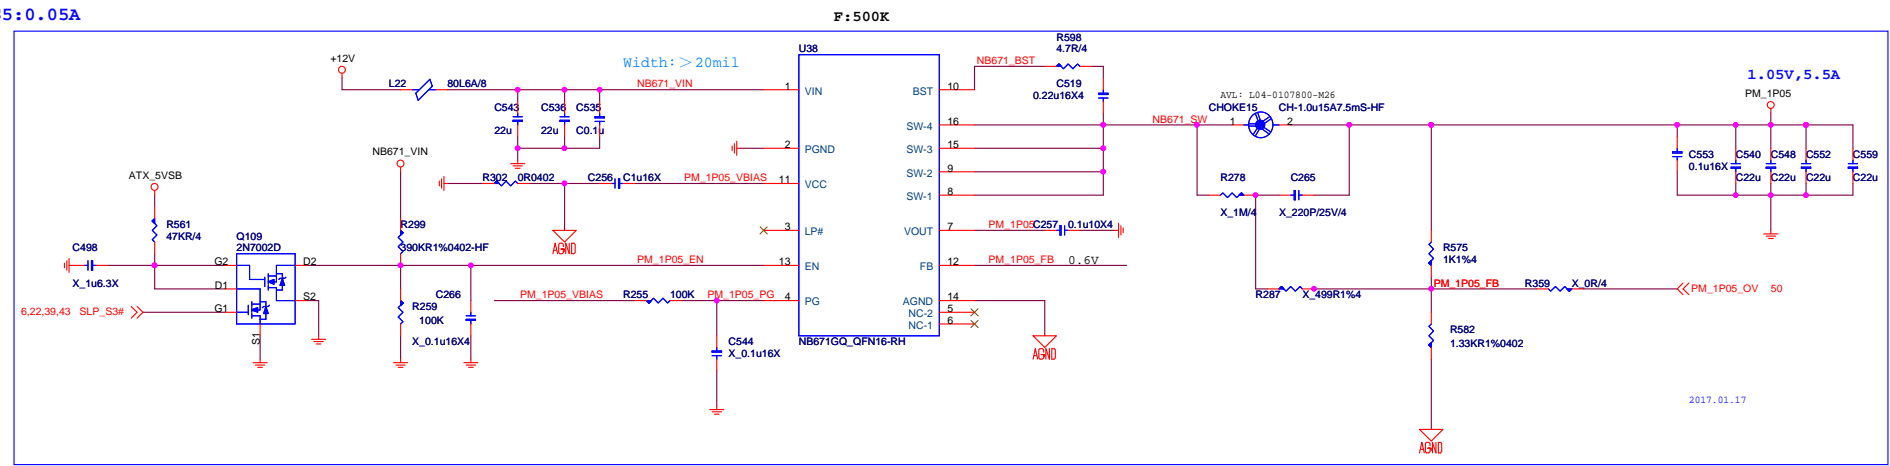 S5:0.05A
F:500K
+12V
L22
80L6A/8
Width:＞20mil
NB671_VIN
C543
22u
C536
22u
C535
C0.1u
U38
1
VIN
2
PGND
11
VCC
3
LP#
13
EN
4
PG
BST
10
SW-4
16
SW-3
15
SW-2
9
SW-1
8
VOUT
7
FB
12
AGND
14
NC-2
5
NC-1
6
NB671GQ_QFN16-RH
NB671_BST
R598
4.7R/4
C519
0.22u16X4
NB671_SW
AVL: L04-0107800-M26
CHOKE15
CH-1.0u15A7.5mS-HF
1
2
1.05V,5.5A
PM_1P05
C553
0.1u16X
C540
C22u
C548
C22u
C552
C22u
C559
C22u
R278
X_1M/4
C265
X_220P/25V/4
PM_1P05
C257
0.1u10X4
PM_1P05_FB
0.6V
AGND
R287
X_499R1%4
R575
1K1%4
PM_1P05_FB
R359
X_0R/4
PM_1P05_OV
50
R582
1.33KR1%0402
AGND
2017.01.17
NB671_VIN
R302
0R0402
C256
C1u16X
PM_1P05_VBIAS
AGND
ATX_5VSB
R561
47KR/4
C498
X_1u6.3X
Q109
2N7002D
G2
D2
D1
S2
G1
S1
6,22,39,43
SLP_S3#
R299
390KR1%0402-HF
PM_1P05_EN
R259
100K
C266
X_0.1u16X4
PM_1P05_VBIAS
R255
100K
PM_1P05_PG
C544
X_0.1u16X